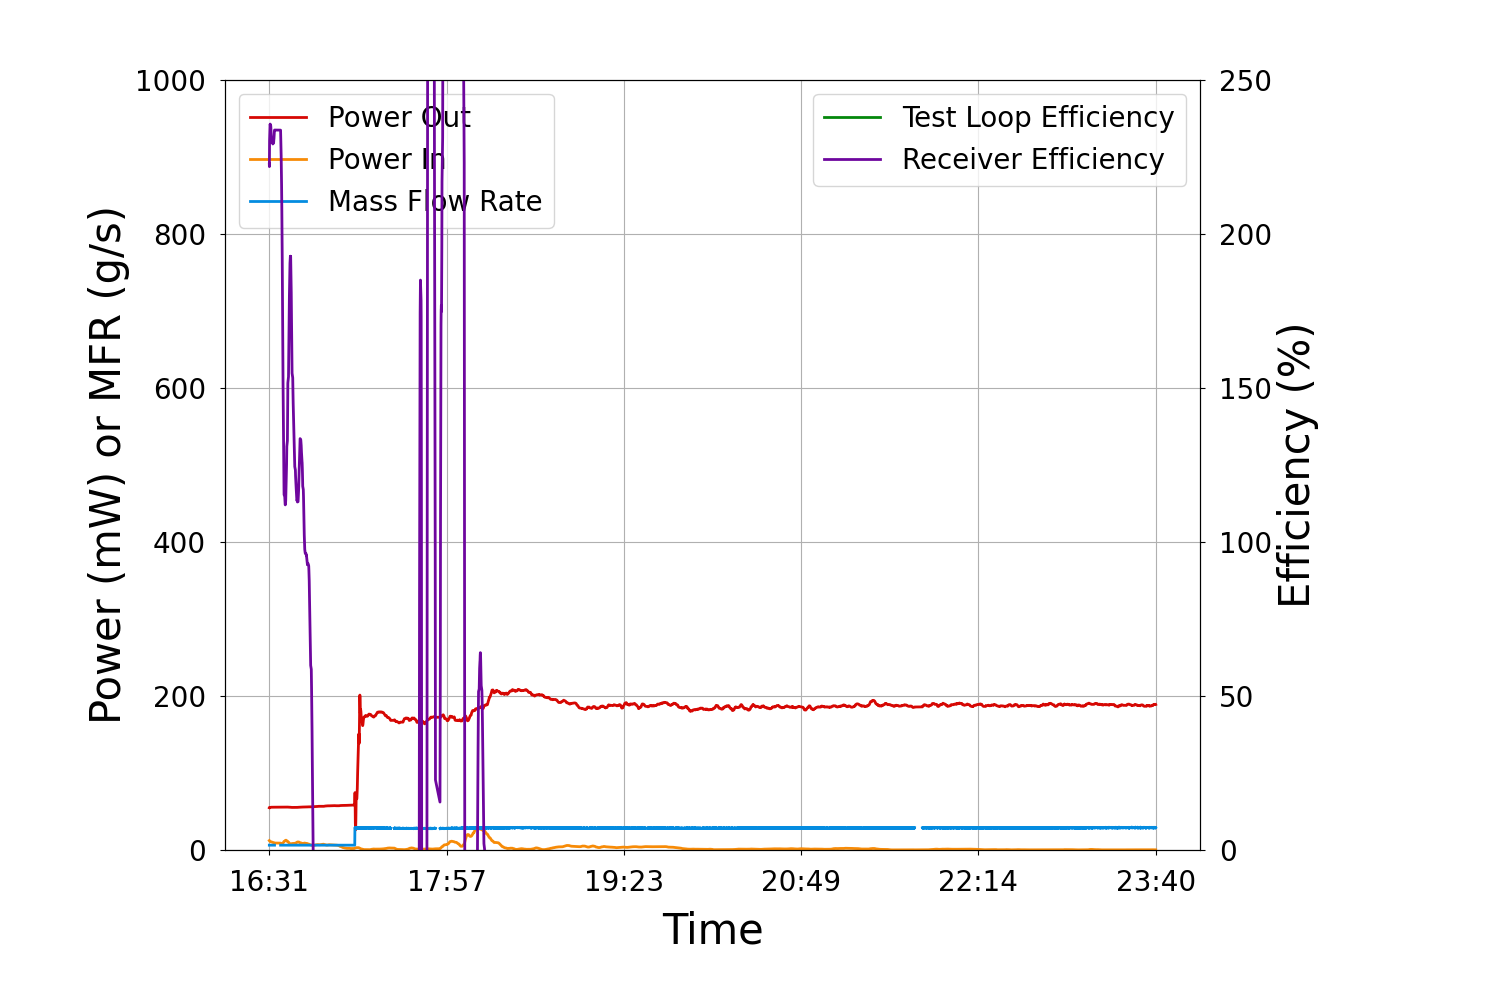 1000
800
600
400
200
0
Power (mW) or MFR (g/s)
Power Out
Power In
Mass Flow Rate
Test Loop Efficiency
Receiver Efficiency
250
200
150
100
50
0
Efficiency (%)
16:31 17:57 19:23 20:49 22:14 23:40
Time